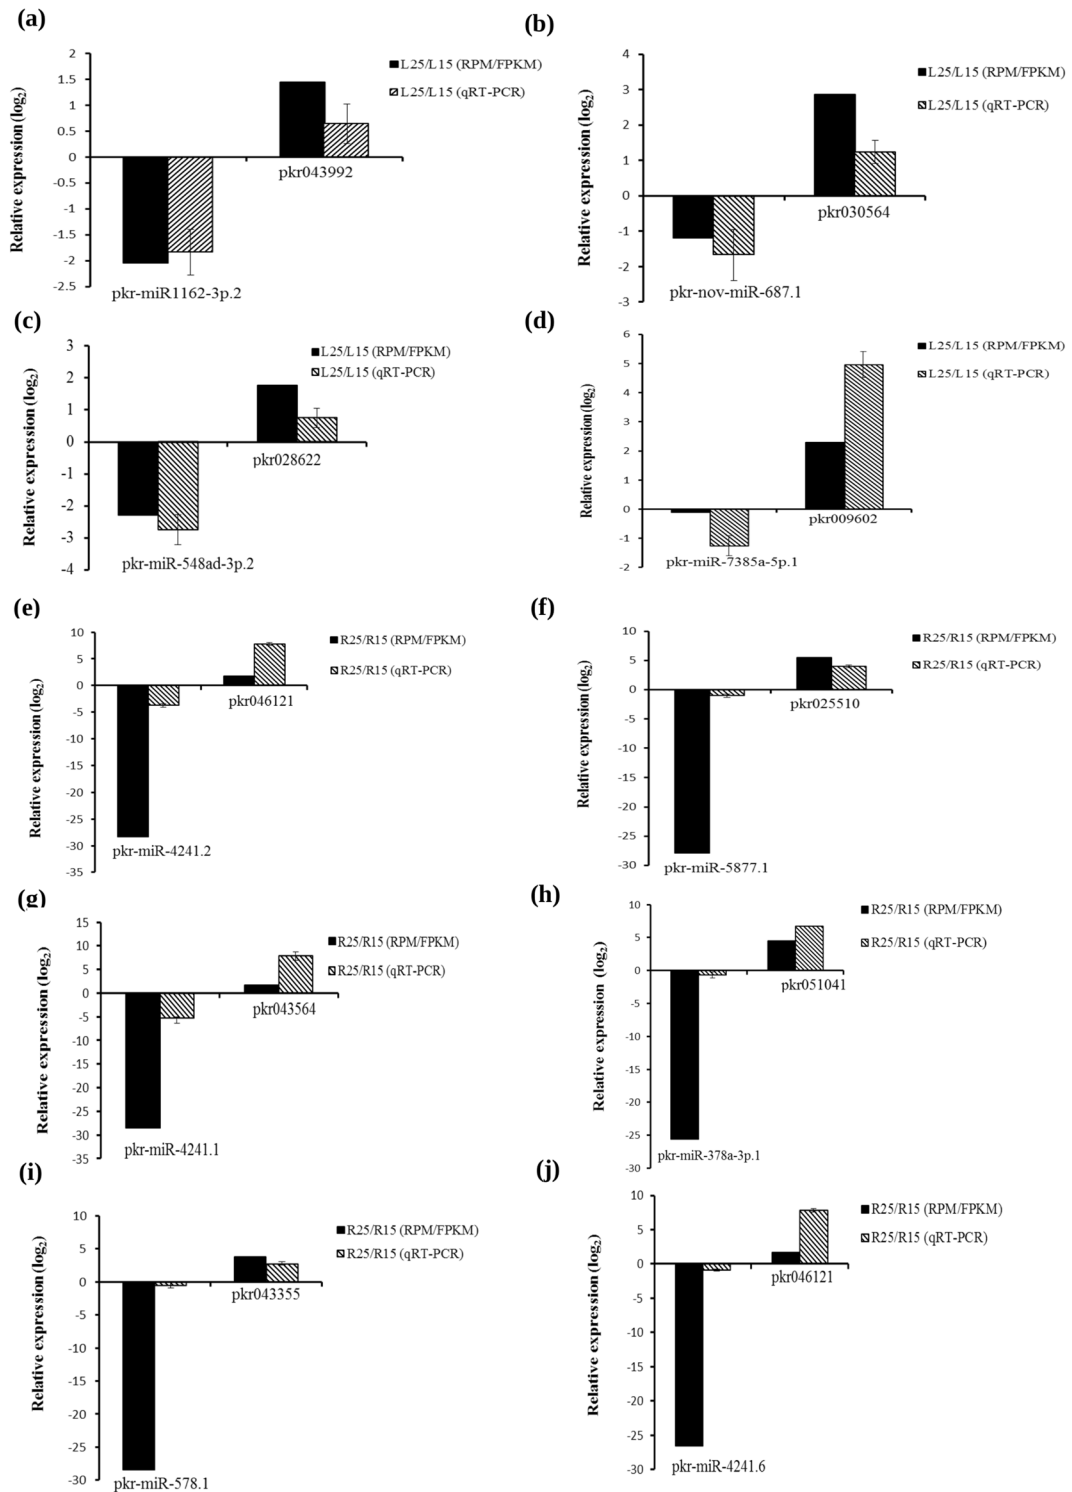 (a)
Relative expression (log2)
2
1.5
1
0.5
0
-0.5
-1
-1.5
-2
-2.5
L25/L15 (RPM/FPKM)
L25/L15 (qRT-PCR)
pkr043992
pkr-miR1162-3p.2
(b)
Relative expression (log2)
4
3
2
1
0
-1
-2
-3
L25/L15 (RPM/FPKM)
L25/L15 (qRT-PCR)
pkr030564
pkr-nov-miR-687.1
(c)
Relative expression (log2)
3
2
1
0
-1
-2
-3
-4
L25/L15 (RPM/FPKM)
L25/L15 (qRT-PCR)
pkr028622
pkr-miR-548ad-3p.2
(d)
Relative expression (log2)
6
5
4
3
2
1
0
-1
-2
L25/L15 (RPM/FPKM)
L25/L15 (qRT-PCR)
pkr009602
pkr-miR-7385a-5p.1
(e)
Relative expression (log2)
10
5
0
-5
-10
-15
-20
-25
-30
-35
R25/R15 (RPM/FPKM)
R25/R15 (qRT-PCR)
pkr046121
pkr-miR-4241.2
(f)
Relative expression (log2)
10
5
0
-5
-10
-15
-20
-25
-30
R25/R15 (RPM/FPKM)
R25/R15 (qRT-PCR)
pkr025510
pkr-miR-5877.1
(g)
Relative expression (log2)
15
10
5
0
-5
-10
-15
-20
-25
-30
-35
R25/R15 (RPM/FPKM)
R25/R15 (qRT-PCR)
pkr043564
pkr-miR-4241.1
(h)
Relative expression (log2)
10
5
0
-5
-10
-15
-20
-25
-30
R25/R15 (RPM/FPKM)
R25/R15 (qRT-PCR)
pkr051041
pkr-miR-378a-3p.1
(i)
Relative expression (log2)
10
5
0
-5
-10
-15
-20
-25
-30
R25/R15 (RPM/FPKM)
R25/R15 (qRT-PCR)
pkr043355
pkr-miR-578.1
(j)
Relative expression (log2)
10
5
0
-5
-10
-15
-20
-25
-30
R25/R15 (RPM/FPKM)
R25/R15 (qRT-PCR)
pkr046121
pkr-miR-4241.6